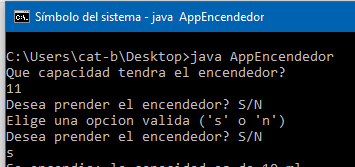 Símbolo del sistema - java AppEncendedor
C:\Users\cat-b\Desktop>java AppEncendedor
Que capacidad tendra el encendedor?
11
Desea prender el encendedor? S/N
Elige una opcion valida ('s' o 'n')
Desea prender el encendedor? S/N